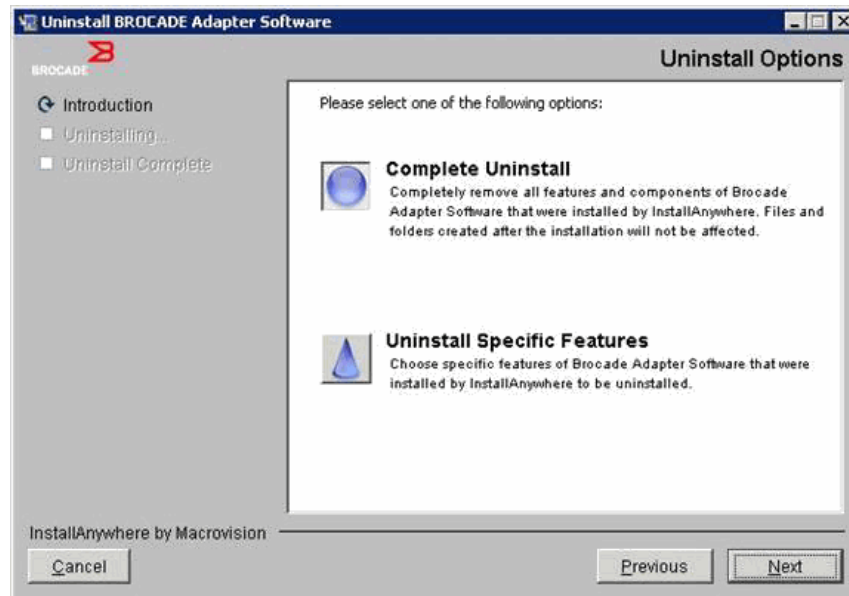 Uninstall BROCADE Adapter Software
BROCADE
Uninstall Options
Introduction
Uninstalling...
Uninstall Complete
Please select one of the following options:
Complete Uninstall
Completely remove all features and components of Brocade
Adapter Software that were installed by InstallAnywhere. Files and
folders created after the installation will not be affected.
Uninstall Specific Features
Choose specific features of Brocade Adapter Software that were
installed by InstallAnywhere to be uninstalled.
InstallAnywhere by Macrovision
Cancel
Previous
Next